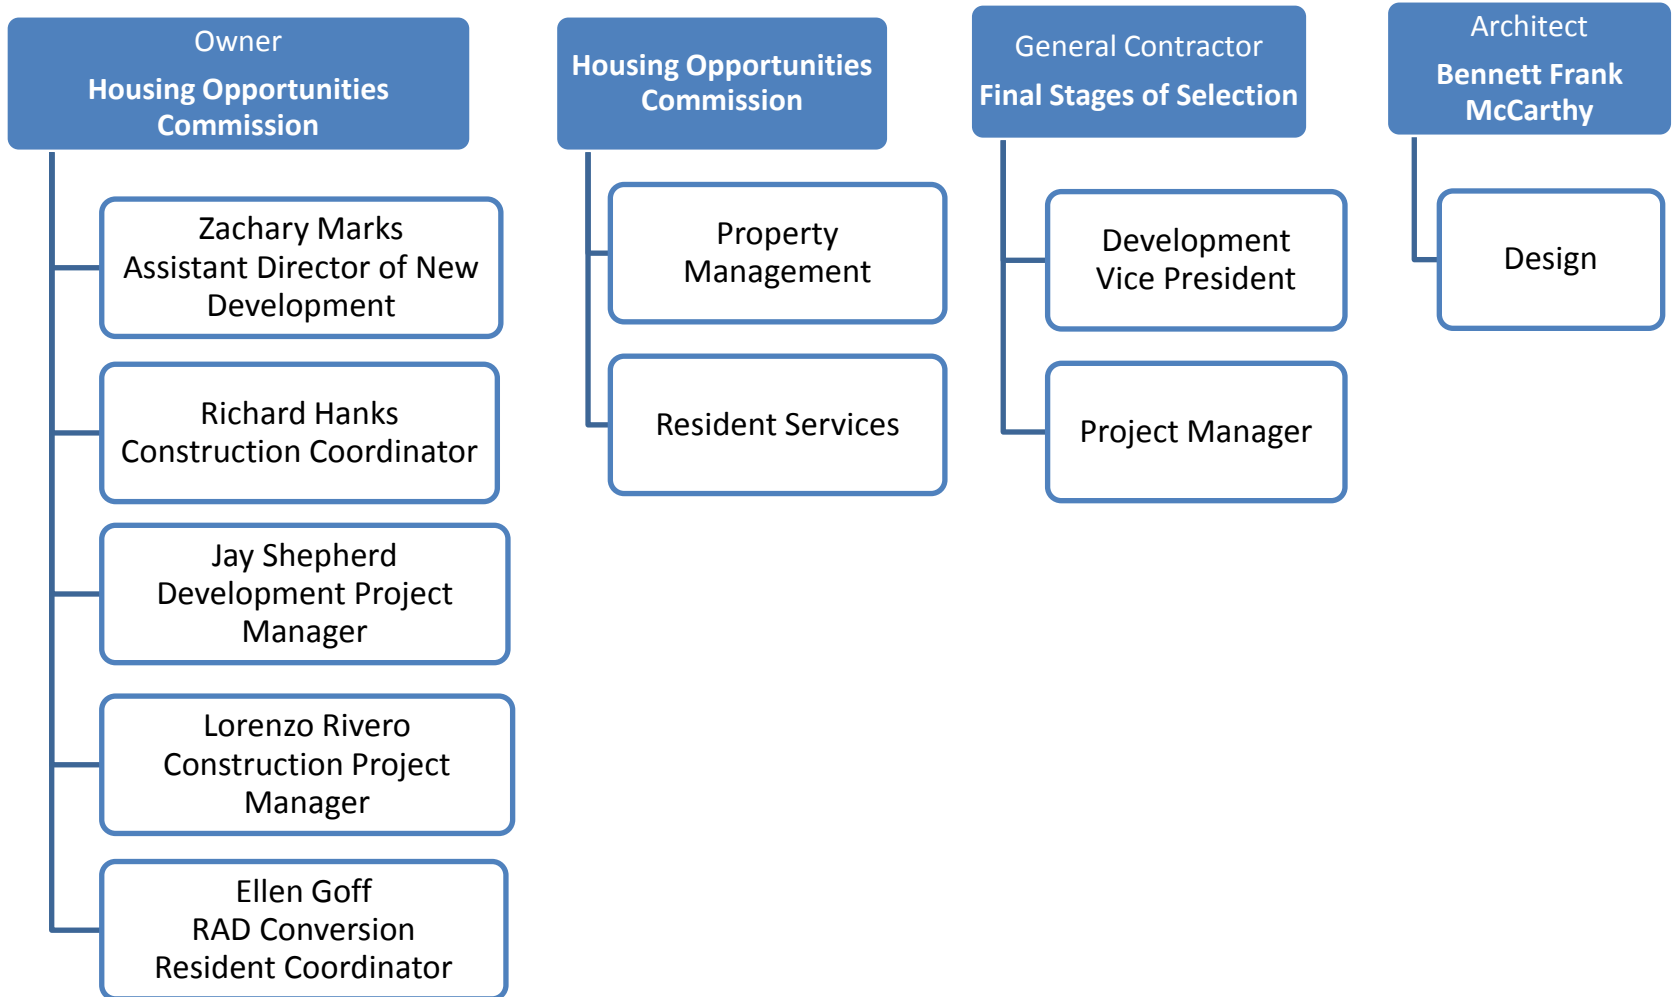 Owner
Housing Opportunities
Commission
Zachary Marks
Assistant Director of New
Development
Richard Hanks
Construction Coordinator
Jay Shepherd
Development Project
Manager
Lorenzo Rivero
Construction Project
Manager
Ellen Goff
RAD Conversion
Resident Coordinator
Housing Opportunities
Commission
Property
Management
Resident Services
General Contractor
Final Stages of Selection
Development
Vice President
Project Manager
Architect
Bennett Frank
McCarthy
Design